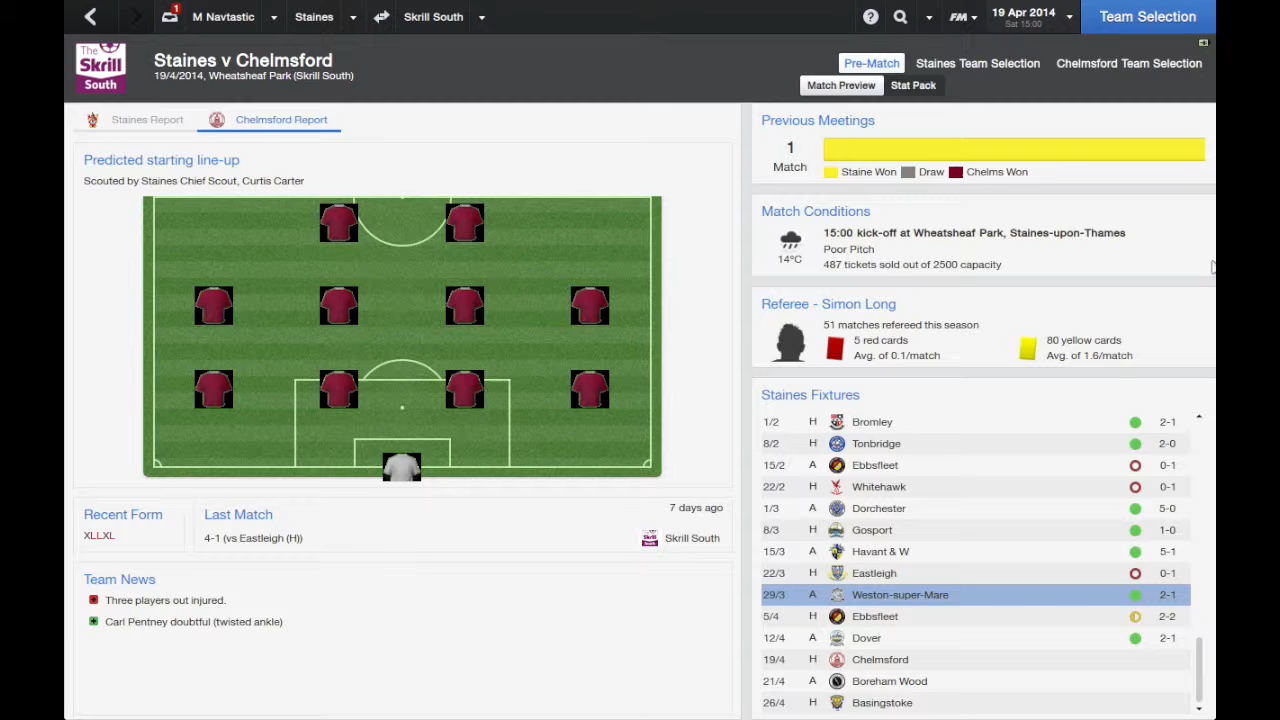 1
M Navtastic
Staines
Skrill South
FM
19 Apr 2014
Sat 15:00
Team Selection
The
Skrill
South
Staines v Chelmsford
19/4/2014, Wheatsheaf Park (Skrill South)
Pre-Match
Staines Team Selection
Chelmsford Team Selection
Match Preview
Stat Pack
Staines Report
Chelmsford Report
Predicted starting line-up
Scouted by Staines Chief Scout, Curtis Carter
Recent Form
XLLXL
Last Match
7 days ago
4-1 (vs Eastleigh (H))
Skrill South
Team News
Three players out injured.
Carl Pentney doubtful (twisted ankle)
Previous Meetings
1
Match
Staine Won
Draw
Chelms Won
Match Conditions
14°C
15:00 kick-off at Wheatsheaf Park, Staines-upon-Thames
Poor Pitch
487 tickets sold out of 2500 capacity
Referee - Simon Long
51 matches refereed this season
5 red cards
Avg. of 0.1/match
80 yellow cards
Avg. of 1.6/match
Staines Fixtures
1/2 H Bromley 2-1
8/2 H Tonbridge 2-0
15/2 A Ebbsfleet 0-1
22/2 H Whitehawk 0-1
1/3 A Dorchester 5-0
8/3 H Gosport 1-0
15/3 A Havant & W 5-1
22/3 H Eastleigh 0-1
29/3 A Weston-super-Mare 2-1
5/4 H Ebbsfleet 2-2
12/4 A Dover 2-1
19/4 H Chelmsford
21/4 A Boreham Wood
26/4 H Basingstoke